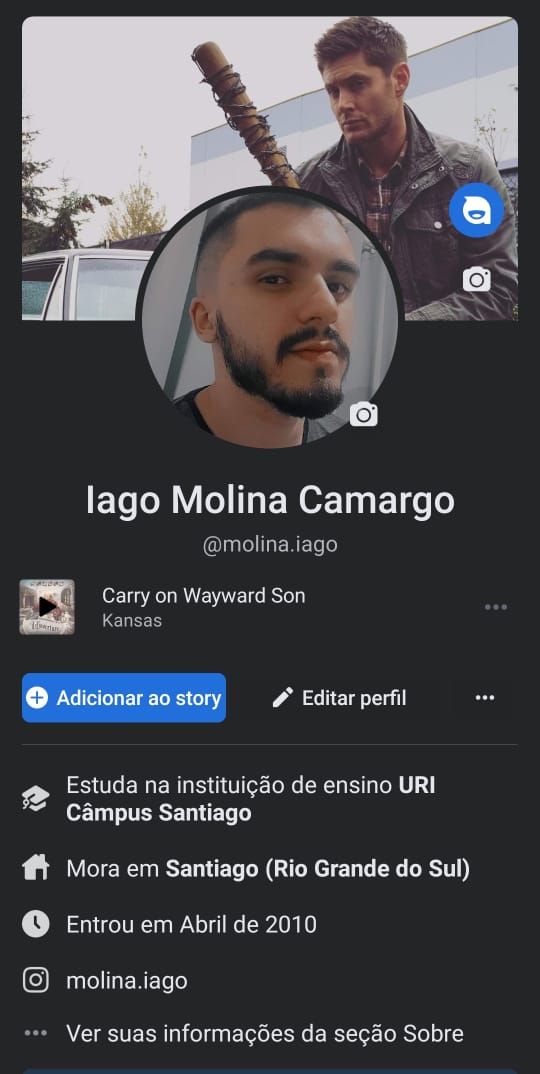 Iago Molina Camargo
@molina.iago
Carry on Wayward Son
Kansas
Adicionar ao story
Editar perfil
Estuda na instituição de ensino URI
Câmpus Santiago
Mora em Santiago (Rio Grande do Sul)
Entrou em Abril de 2010
molina.iago
Ver suas informações da seção Sobre